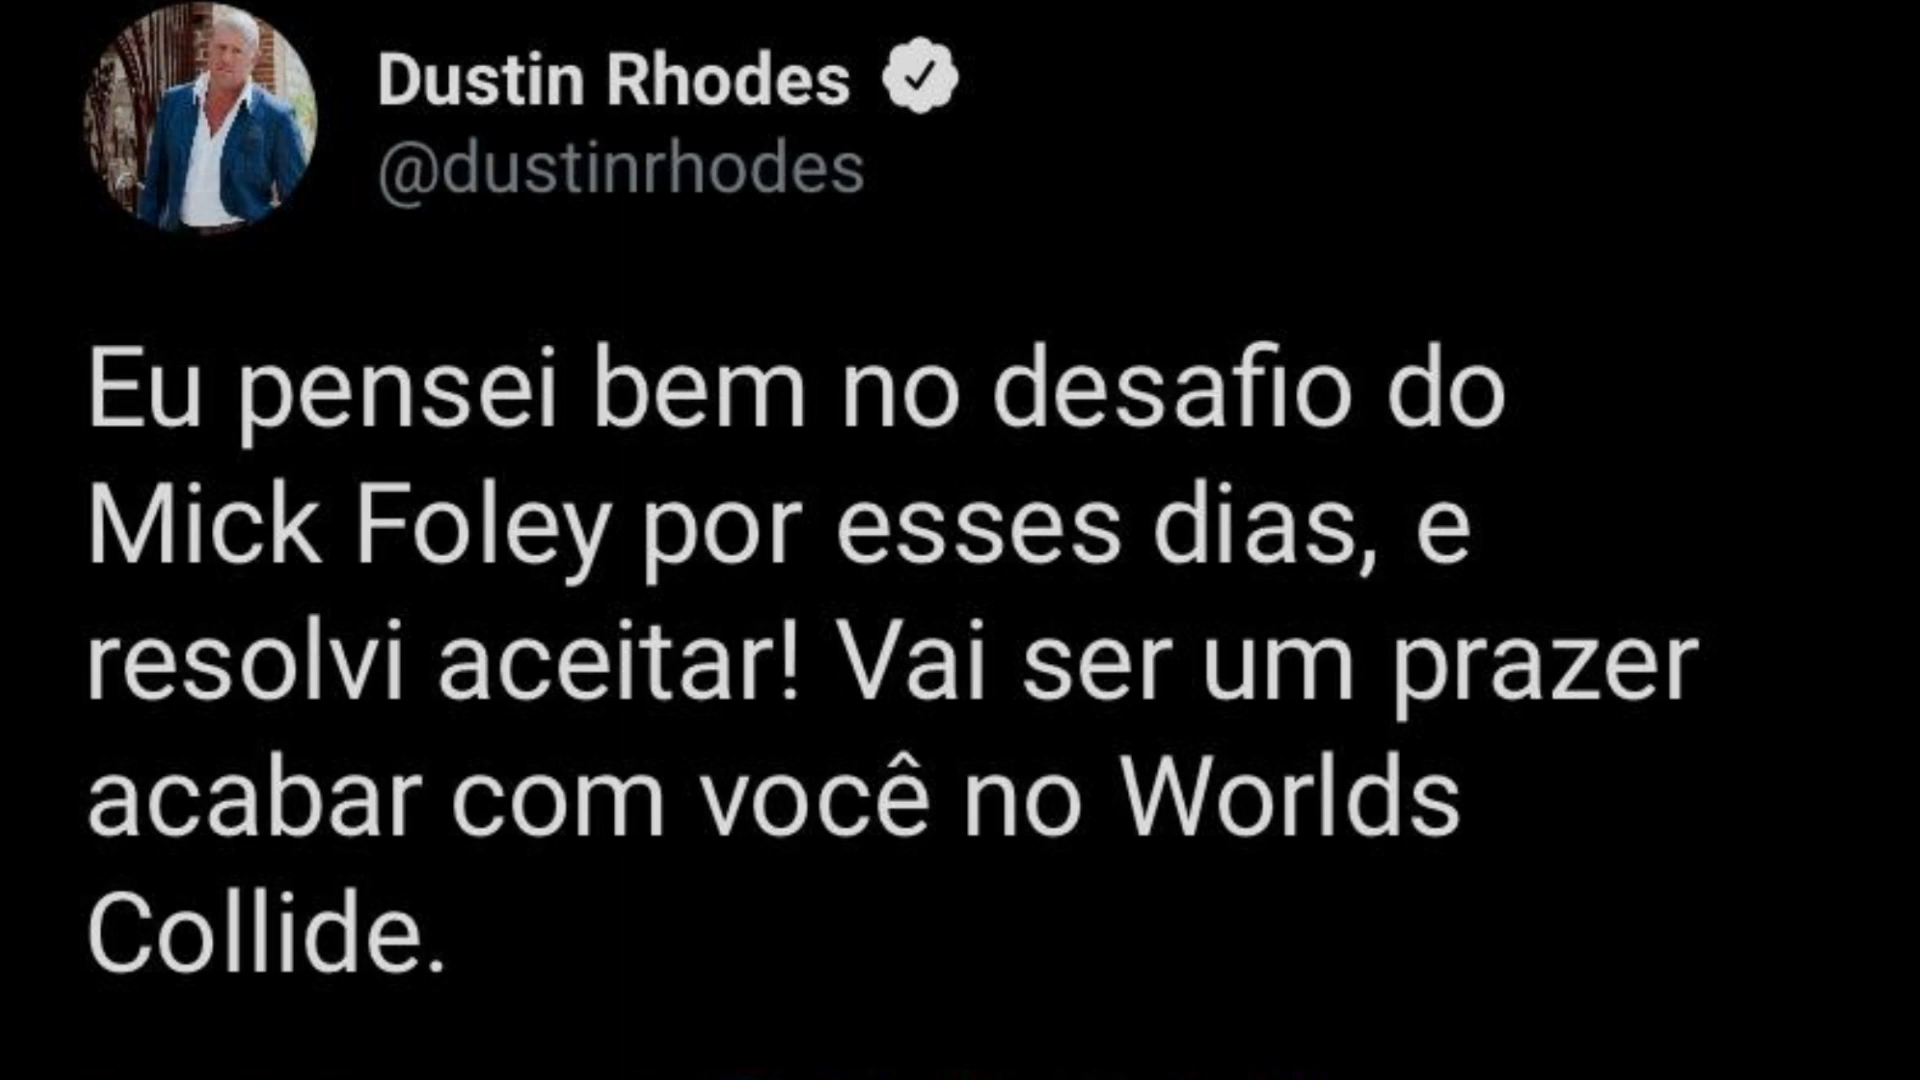 Dustin Rhodes
@dustinrhodes
Eu pensei bem no desafio do
Mick Foley por esses dias, e
resolvi aceitar! Vai ser um prazer
acabar com você no Worlds
Collide.